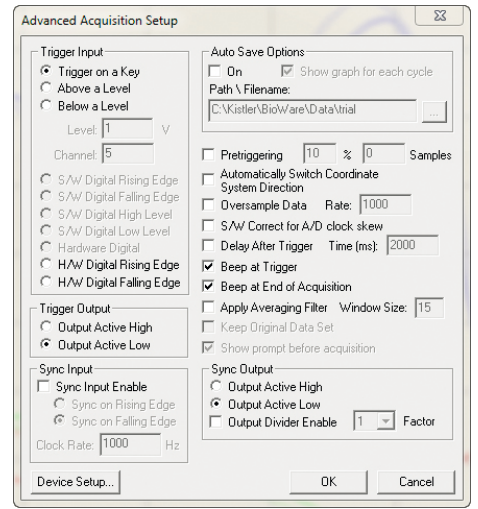 Advanced Acquisition Setup
Trigger Input
Trigger on a Key
Above a Level
Below a Level
Level: 1 V
Channel: 5
S/W Digital Rising Edge
S/W Digital Falling Edge
S/W Digital High Level
S/W Digital Low Level
Hardware Digital
H/W Digital Rising Edge
H/W Digital Falling Edge
Trigger Output
Output Active High
Output Active Low
Sync Input
Sync Input Enable
Sync on Rising Edge
Sync on Falling Edge
Clock Rate: 1000 Hz
Device Setup...
Auto Save Options
On Show graph for each cycle
Path \ Filename:
C:\Kistler\BioWare\Data\trial
...
Pretriggering 10 % 0 Samples
Automatically Switch Coordinate
System Direction
Oversample Data Rate: 1000
S/W Correct for A/D clock skew
Delay After Trigger Time (ms): 2000
Beep at Trigger
Beep at End of Acquisition
Apply Averaging Filter Window Size: 15
Keep Original Data Set
Show prompt before acquisition
Sync Output
Output Active High
Output Active Low
Output Divider Enable 1 Factor
OK Cancel